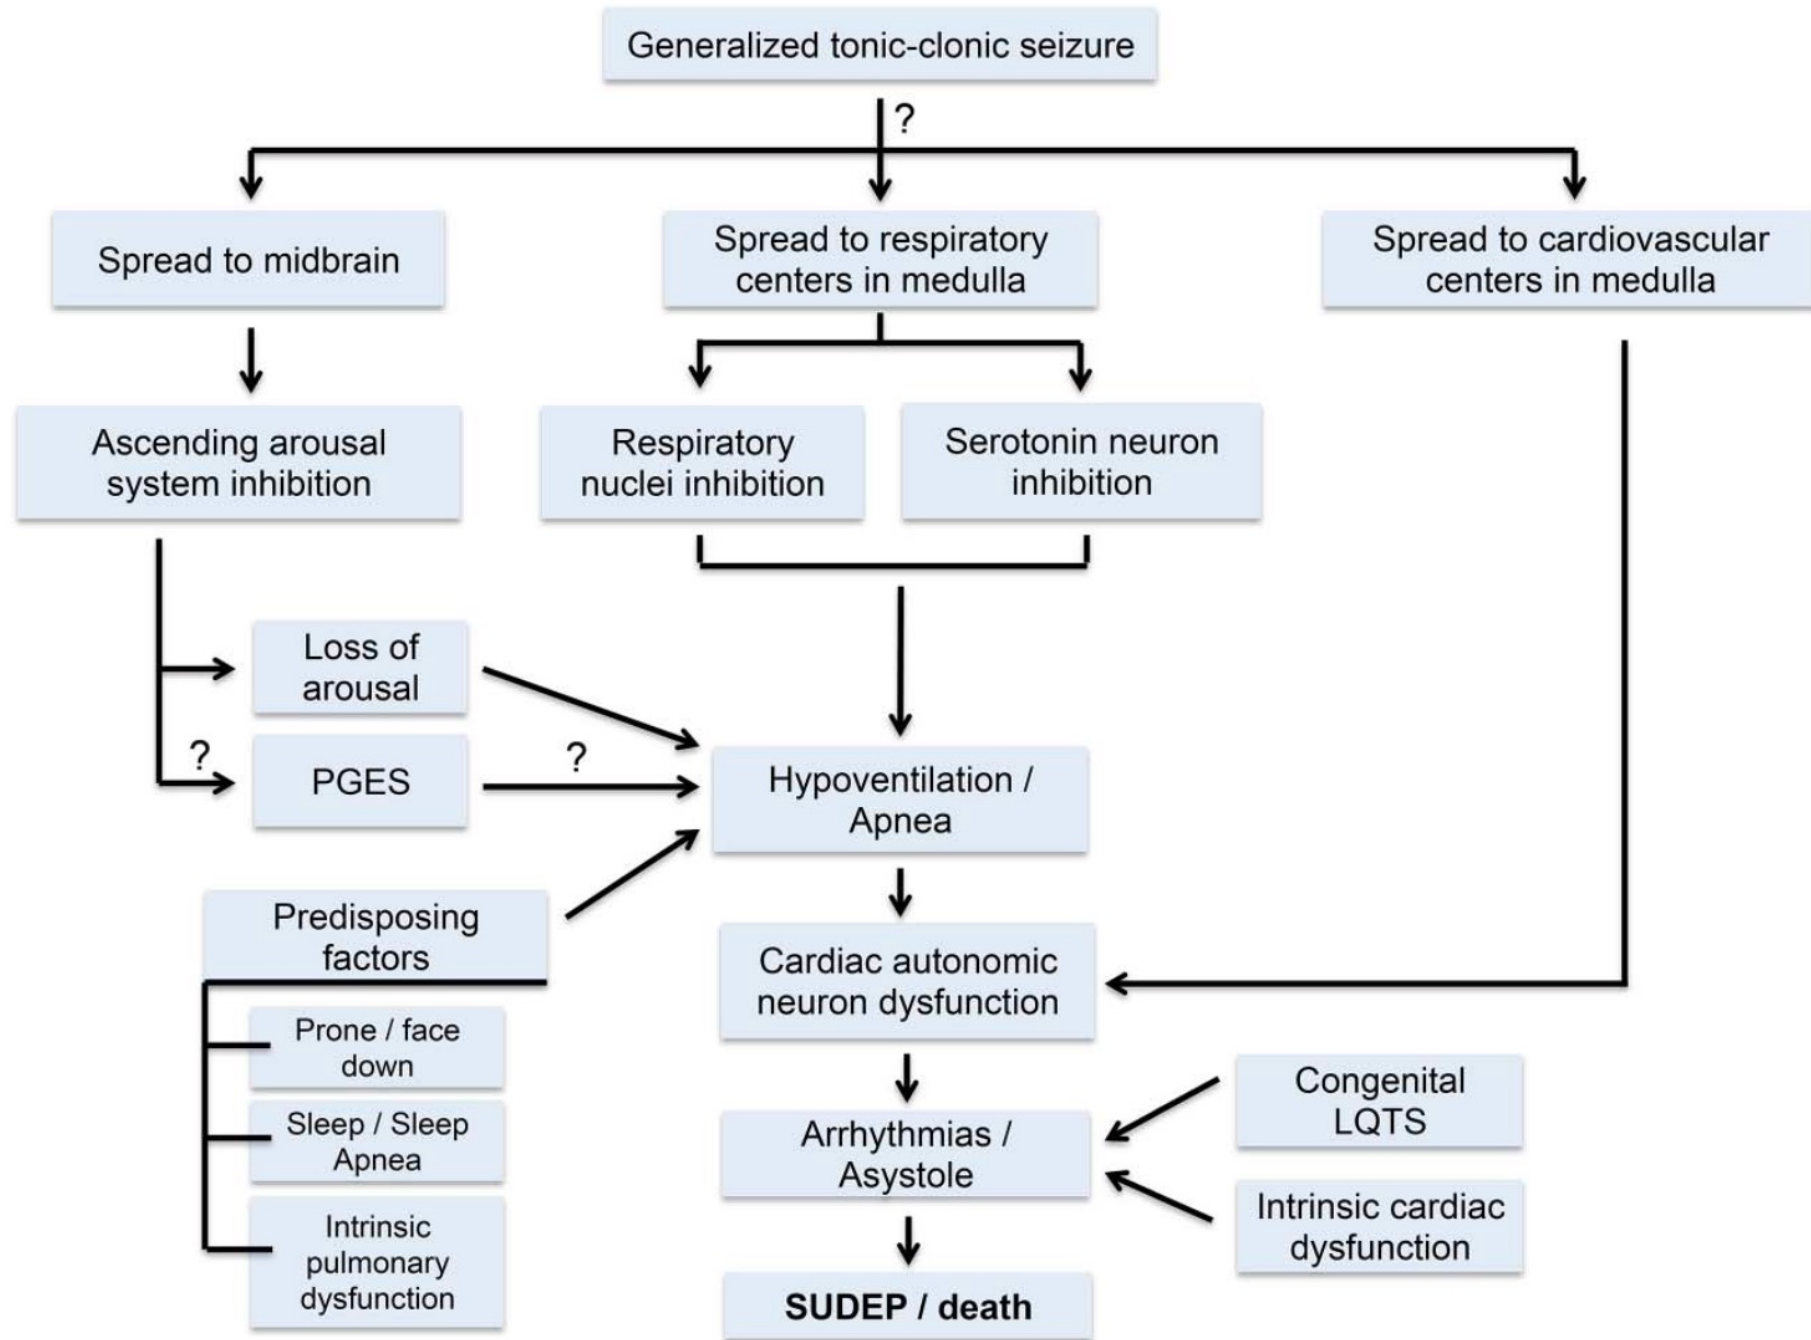 Generalized tonic-clonic seizure
?
Spread to midbrain
Spread to respiratory
centers in medulla
Spread to cardiovascular
centers in medulla
Ascending arousal
system inhibition
Respiratory
nuclei inhibition
Serotonin neuron
inhibition
Loss of
arousal
?
PGES
?
Hypoventilation /
Apnea
Predisposing
factors
Prone / face
down
Sleep / Sleep
Apnea
Intrinsic
pulmonary
dysfunction
Cardiac autonomic
neuron dysfunction
Arrhythmias /
Asystole
Congenital
LQTS
Intrinsic cardiac
dysfunction
SUDEP / death